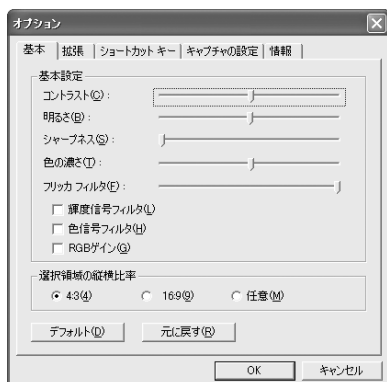 オプション
基本 拡張 ショートカット キー キャプチャの設定 情報
基本設定
コントラスト(C):
明るさ(B):
シャープネス(S):
色の濃さ(T):
フリッカ フィルタ(F):
輝度信号フィルタ(L)
色信号フィルタ(H)
RGBゲイン(G)
選択領域の縦横比率
4:3(4) 16:9(9) 任意(M)
デフォルト(D) 元に戻す(R)
OK キャンセル